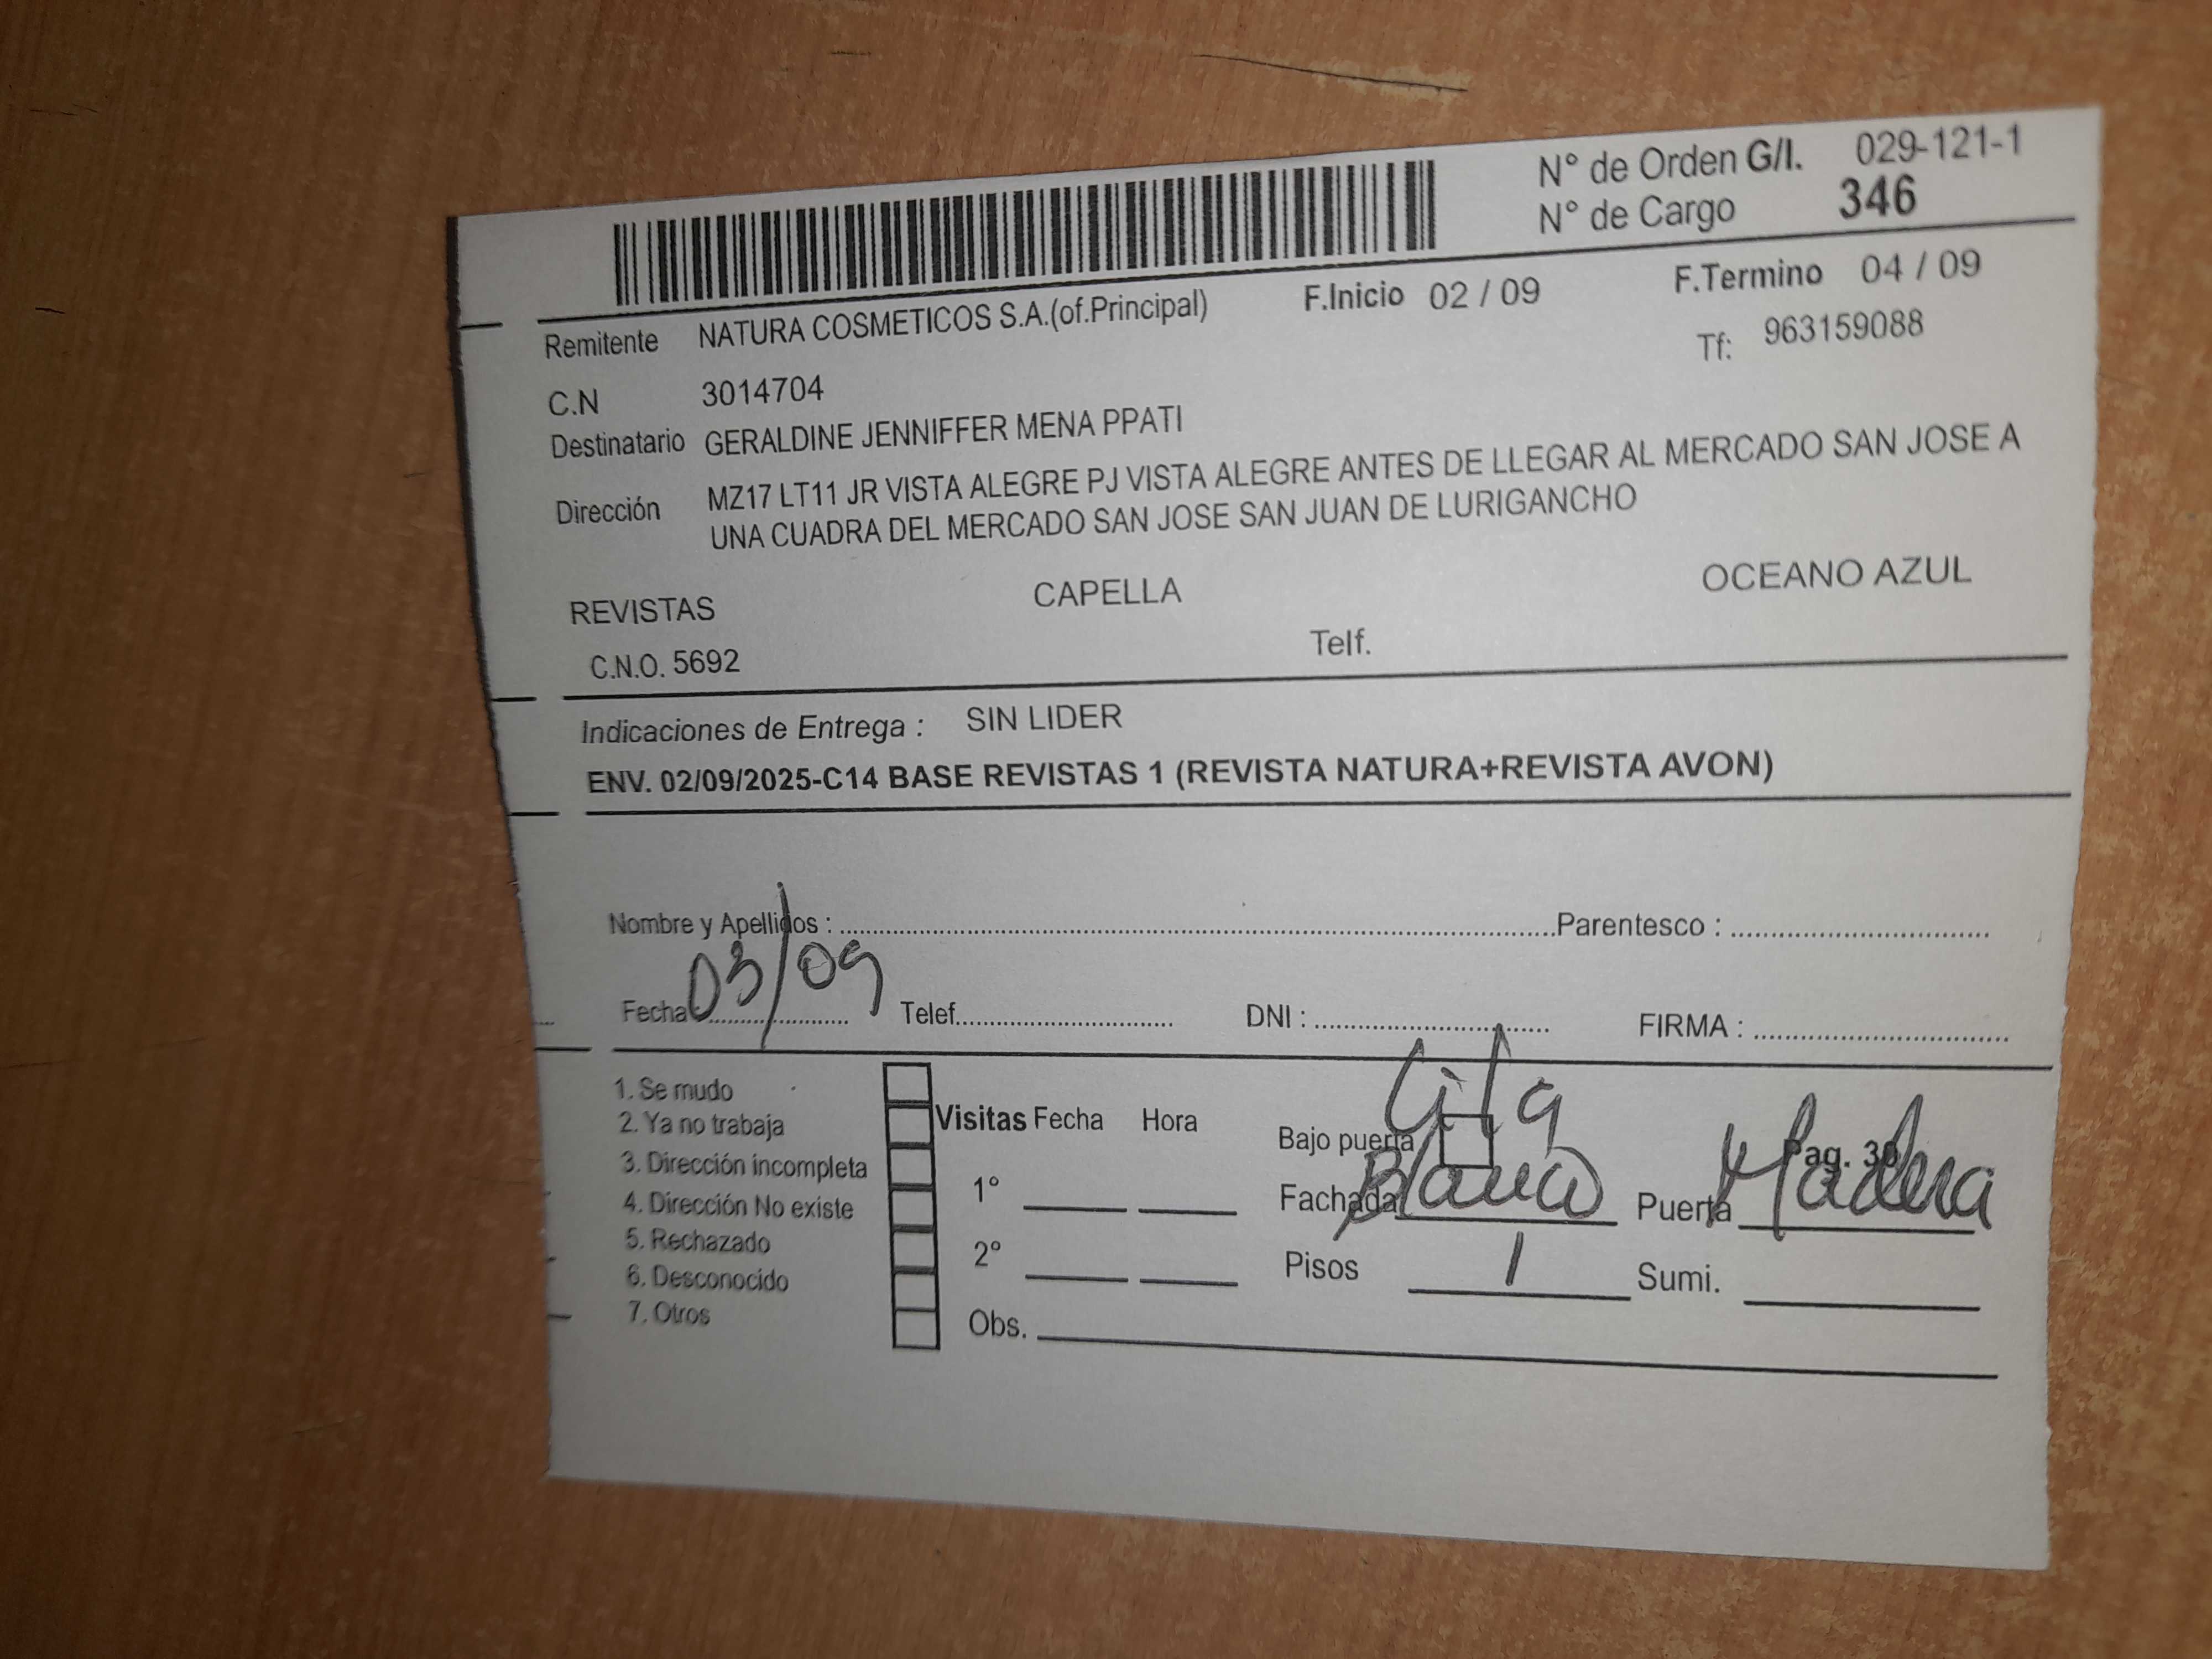 N° de Orden G/I. 029-121-1
N° de Cargo 346
Remitente NATURA COSMETICOS S.A.(of.Principal) F.Inicio 02 / 09 F.Termino 04 / 09
Tf: 963159088
C.N 3014704
Destinatario GERALDINE JENNIFFER MENA PPATI
Dirección MZ17 LT11 JR VISTA ALEGRE PJ VISTA ALEGRE ANTES DE LLEGAR AL MERCADO SAN JOSE A
UNA CUADRA DEL MERCADO SAN JOSE SAN JUAN DE LURIGANCHO
REVISTAS CAPELLA OCEANO AZUL
C.N.O. 5692 Telf.
Indicaciones de Entrega : SIN LIDER
ENV. 02/09/2025-C14 BASE REVISTAS 1 (REVISTA NATURA+REVISTA AVON)
Nombre y Apellidos : Parentesco :
Fecha 03/09 Telef. DNI : FIRMA :
1. Se mudo
2. Ya no trabaja
3. Dirección incompleta
4. Dirección No existe
5. Rechazado
6. Desconocido
7. Otros
Visitas Fecha Hora
1°
2°
Obs.
Bajo puerta
Pag. 39
Fachada Blanco Puerta Madera
Pisos 1 Sumi.